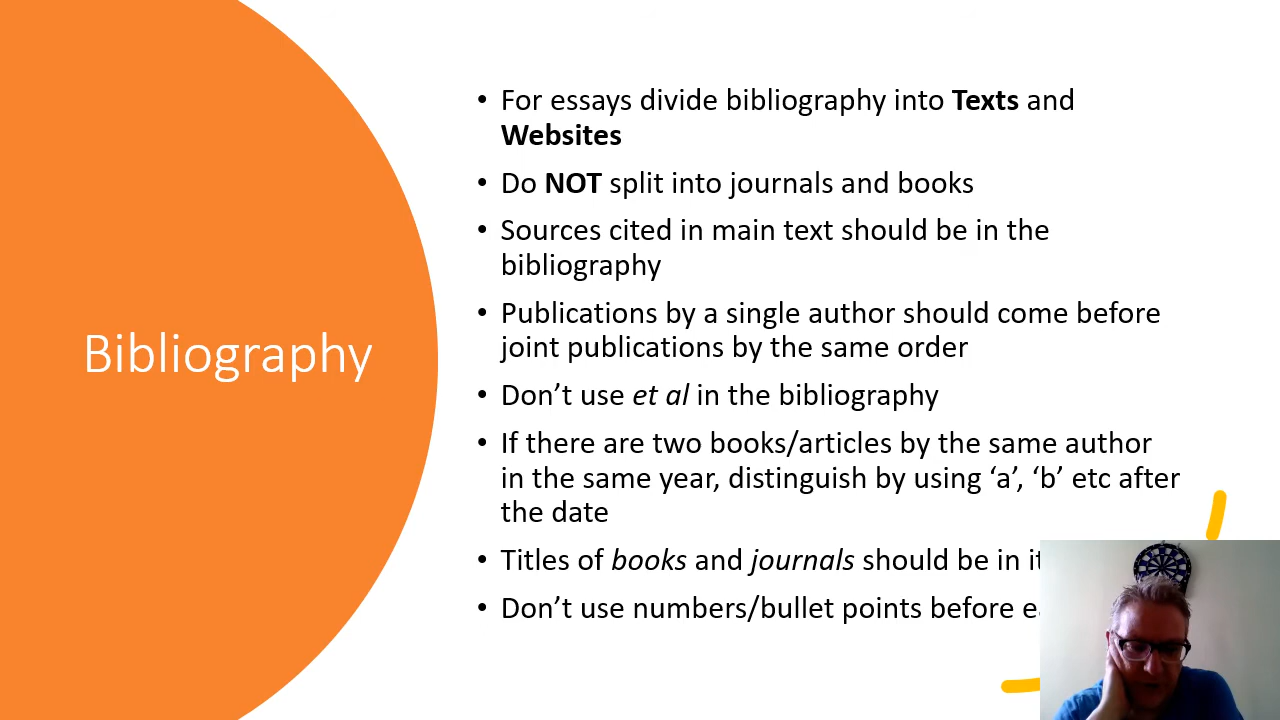 Bibliography
• For essays divide bibliography into Texts and
Websites
• Do NOT split into journals and books
• Sources cited in main text should be in the
bibliography
• Publications by a single author should come before
joint publications by the same order
• Don’t use et al in the bibliography
• If there are two books/articles by the same author
in the same year, distinguish by using ‘a’, ‘b’ etc after
the date
• Titles of books and journals should be in
• Don’t use numbers/bullet points before